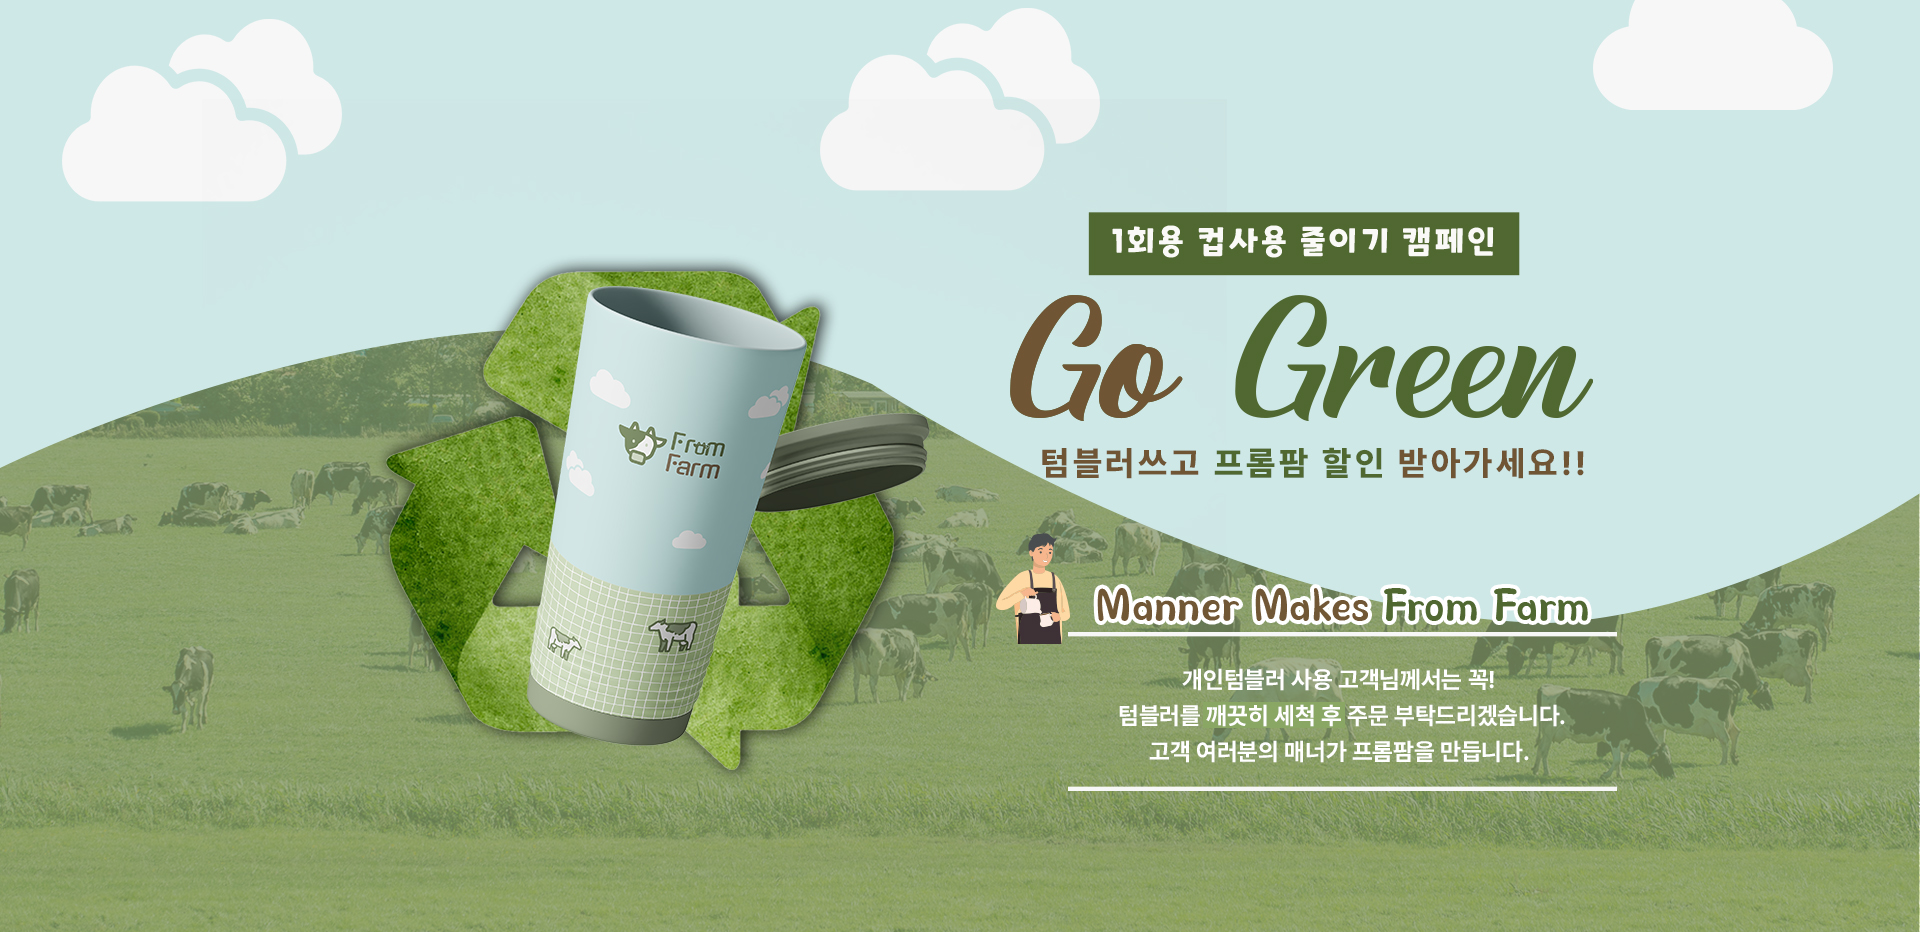 1회용 컵사용 줄이기 캠페인
Go Green
텀블러쓰고 프롬팜 할인 받아가세요!!
From
Farm
Manner Makes From Farm
개인텀블러 사용 고객님께서는 꼭!
텀블러를 깨끗히 세척 후 주문 부탁드리겠습니다.
고객 여러분의 매너가 프롬팜을 만듭니다.